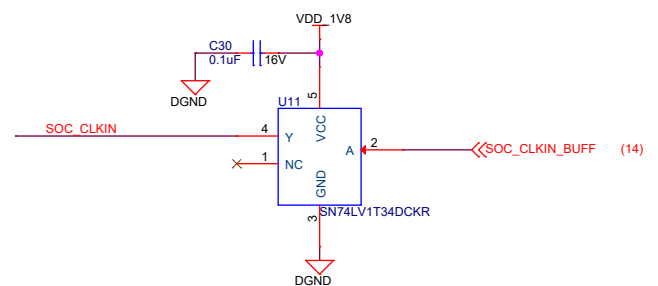 VDD_1V8
C30
0.1uF
16V
DGND
U11
5
VCC
SOC_CLKIN
4
Y
A
2
SOC_CLKIN_BUFF
(14)
1
NC
GND
3
SN74LV1T34DCKR
DGND